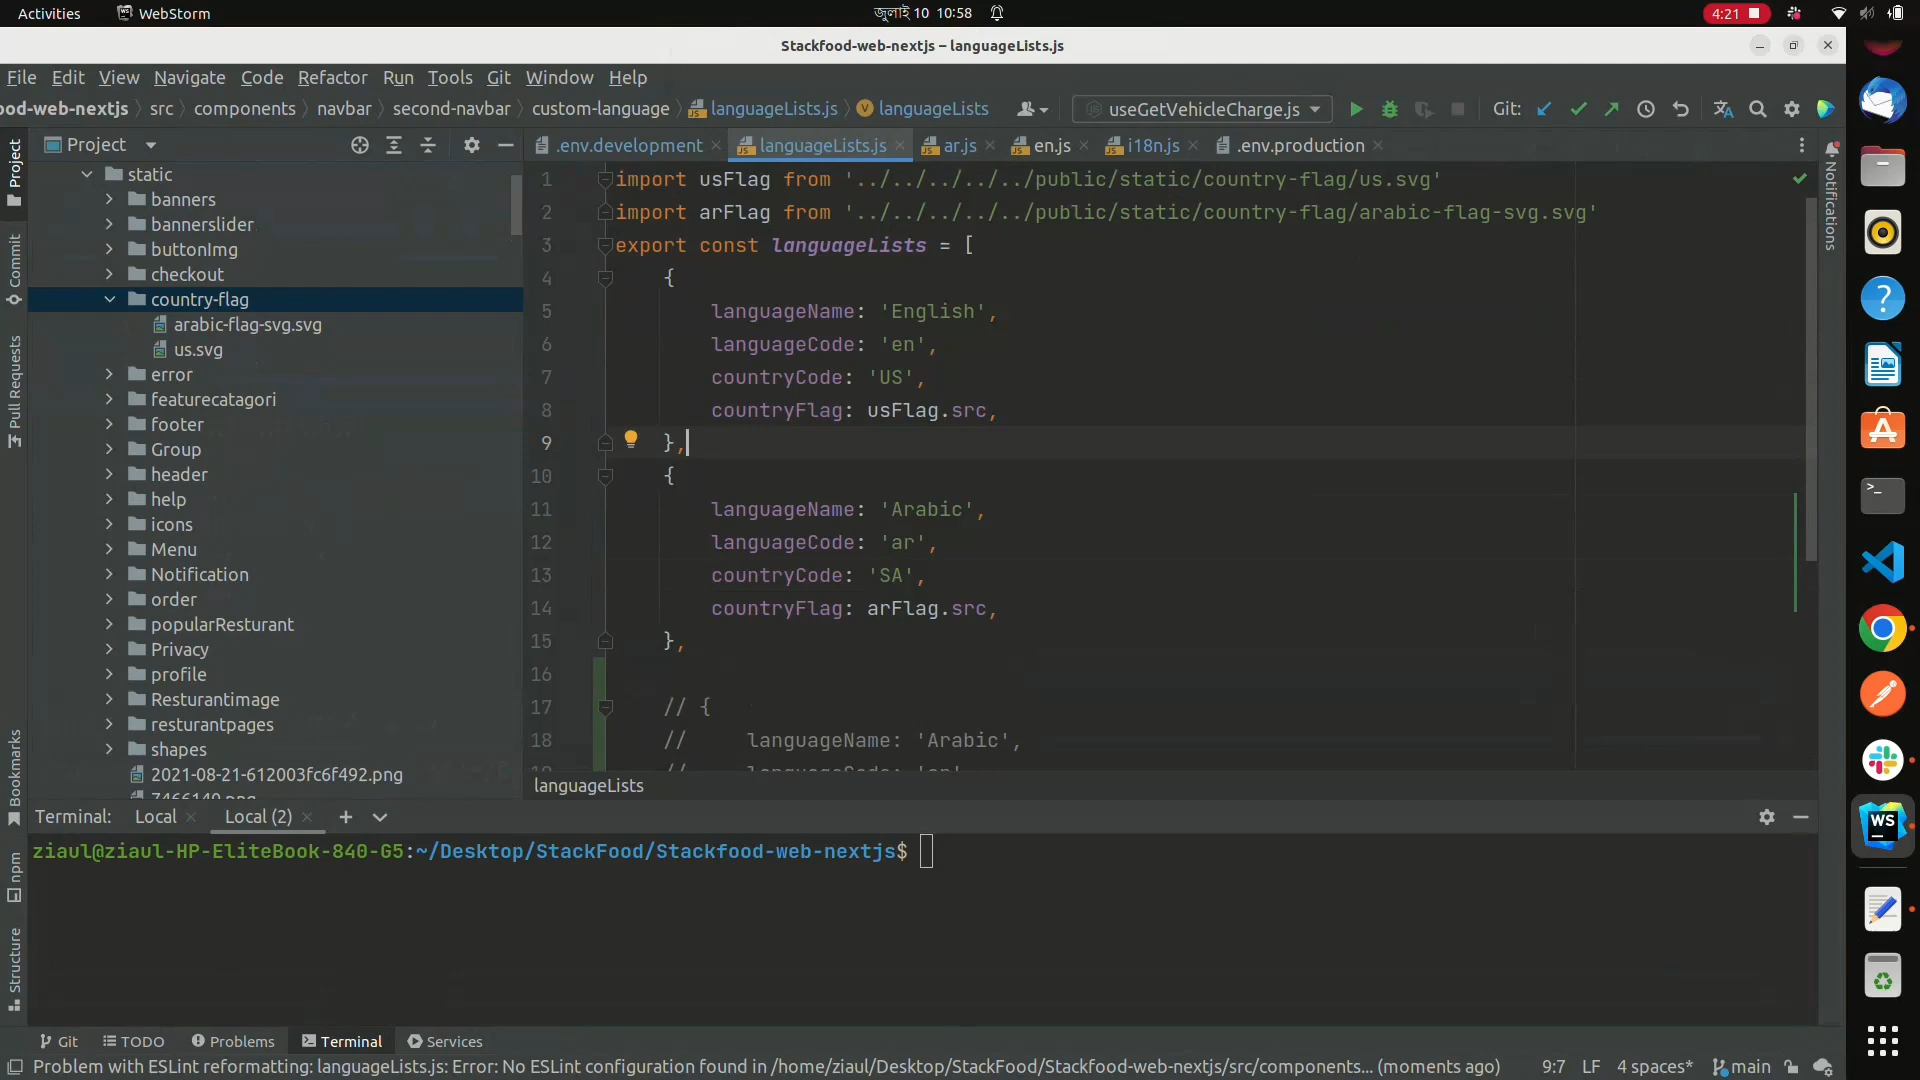 Activities WebStorm জুলাই 10 10:58 4:21
Stackfood-web-nextjs – languageLists.js
File Edit View Navigate Code Refactor Run Tools Git Window Help
ood-web-nextjs src components navbar second-navbar custom-language languageLists.js languageLists useGetVehicleCharge.js Git:
Project
.env.development languageLists.js ar.js en.js i18n.js .env.production
static
banners
bannerslider
buttonImg
checkout
country-flag
arabic-flag-svg.svg
us.svg
error
featurecatagori
footer
Group
header
help
icons
Menu
Notification
order
popularResturant
Privacy
profile
Resturantimage
resturantpages
shapes
2021-08-21-612003fc6f492.png
1 import usFlag from '../../../../../public/static/country-flag/us.svg'
2 import arFlag from '../../../../../public/static/country-flag/arabic-flag-svg.svg'
3 export const languageLists = [
4 {
5 languageName: 'English',
6 languageCode: 'en',
7 countryCode: 'US',
8 countryFlag: usFlag.src,
9 },
10 {
11 languageName: 'Arabic',
12 languageCode: 'ar',
13 countryCode: 'SA',
14 countryFlag: arFlag.src,
15 },
16
17 // {
18 // languageName: 'Arabic',
languageLists
Project
Commit
Pull Requests
Bookmarks
npm
Structure
Notifications
Terminal: Local Local (2)
ziaul@ziaul-HP-EliteBook-840-G5:~/Desktop/StackFood/Stackfood-web-nextjs$
Git TODO Problems Terminal Services
Problem with ESLint reformatting: languageLists.js: Error: No ESLint configuration found in /home/ziaul/Desktop/StackFood/Stackfood-web-nextjs/src/components... (moments ago) 9:7 LF 4 spaces* main